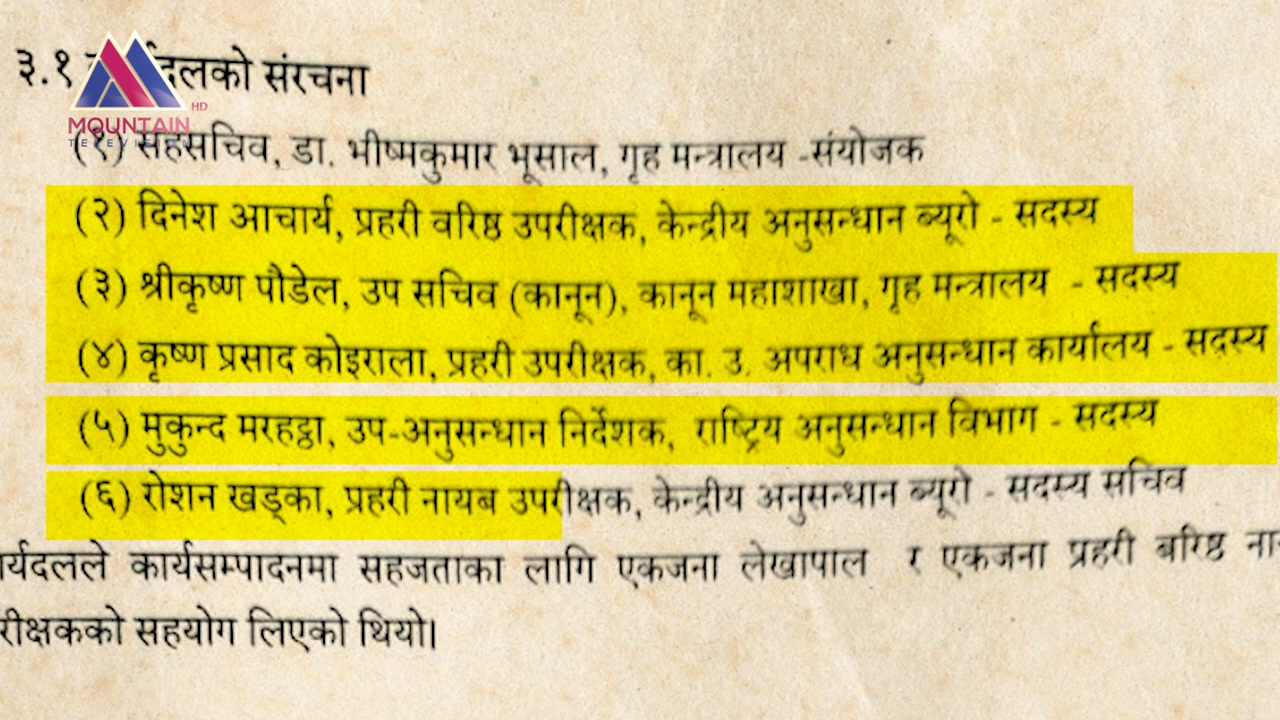 ३.१ कार्यदलको संरचना
MOUNTAIN HD
TELEVISION
(१) सहसचिव, डा. भीष्मकुमार भूसाल, गृह मन्त्रालय -संयोजक
(२) दिनेश आचार्य, प्रहरी वरिष्ठ उपरीक्षक, केन्द्रीय अनुसन्धान ब्यूरो - सदस्य
(३) श्रीकृष्ण पौडेल, उप सचिव (कानून), कानून महाशाखा, गृह मन्त्रालय - सदस्य
(४) कृष्ण प्रसाद कोइराला, प्रहरी उपरीक्षक, का. उ. अपराध अनुसन्धान कार्यालय - सदस्य
(५) मुकुन्द मरहट्ठा, उप-अनुसन्धान निर्देशक, राष्ट्रिय अनुसन्धान विभाग - सदस्य
(६) रोशन खड्का, प्रहरी नायब उपरीक्षक, केन्द्रीय अनुसन्धान ब्यूरो - सदस्य सचिव
र्यदलले कार्यसम्पादनमा सहजताका लागि एकजना लेखापाल र एकजना प्रहरी बरिष्ठ
रीक्षकको सहयोग लिएको थियो।